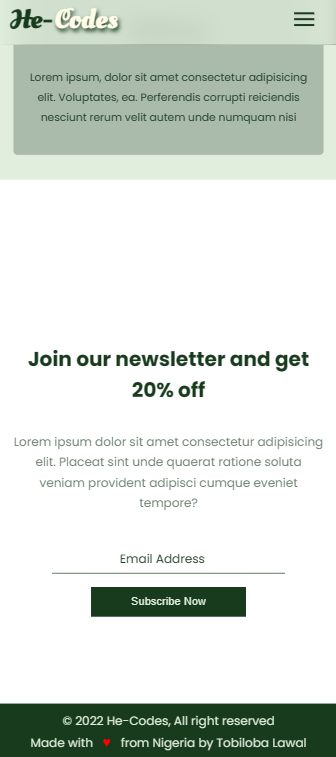 He-Codes
Lorem ipsum, dolor sit amet consectetur adipisicing
elit. Voluptates, ea. Perferendis corrupti reiciendis
nesciunt rerum velit autem unde numquam nisi
Join our newsletter and get
20% off
Lorem ipsum dolor sit amet consectetur adipisicing
elit. Placeat sint unde quaerat ratione soluta
veniam provident adipisci cumque eveniet
tempore?
Email Address
Subscribe Now
© 2022 He-Codes, All right reserved
Made with ♥ from Nigeria by Tobiloba Lawal